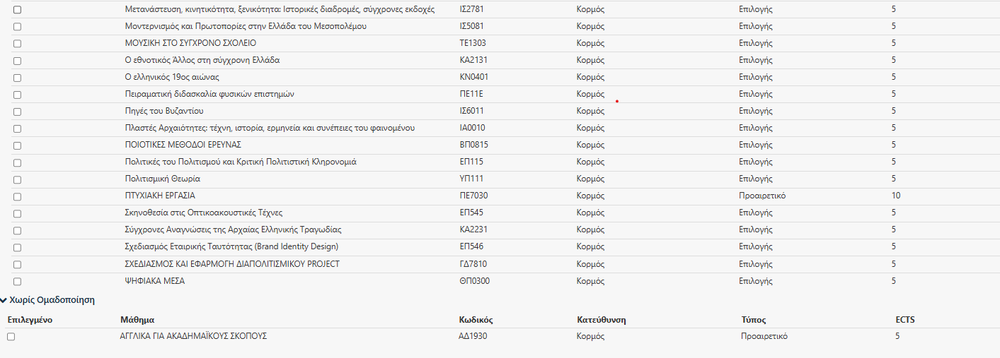 Μετανάστευση, κινητικότητα, ξενικότητα: Ιστορικές διαδρομές, σύγχρονες εκδοχές ΙΣ2781 Κορμός Επιλογής 5
Μοντερνισμός και Πρωτοπορίες στην Ελλάδα του Μεσοπολέμου ΙΣ5081 Κορμός Επιλογής 5
ΜΟΥΣΙΚΗ ΣΤΟ ΣΥΓΧΡΟΝΟ ΣΧΟΛΕΙΟ ΤΕ1303 Κορμός Επιλογής 5
Ο εθνοτικός Άλλος στη σύγχρονη Ελλάδα ΚΑ2131 Κορμός Επιλογής 5
Ο ελληνικός 19ος αιώνας ΚΝ0401 Κορμός Επιλογής 5
Πειραματική διδασκαλία φυσικών επιστημών ΠΕ11Ε Κορμός Επιλογής 5
Πηγές του Βυζαντίου ΙΣ6011 Κορμός Επιλογής 5
Πλαστές Αρχαιότητες: τέχνη, ιστορία, ερμηνεία και συνέπειες του φαινομένου ΙΑ0010 Κορμός Επιλογής 5
ΠΟΙΟΤΙΚΕΣ ΜΕΘΟΔΟΙ ΕΡΕΥΝΑΣ ΒΠ0815 Κορμός Επιλογής 5
Πολιτικές του Πολιτισμού και Κριτική Πολιτιστική Κληρονομιά ΕΠ115 Κορμός Επιλογής 5
Πολιτισμική Θεωρία ΥΠ111 Κορμός Επιλογής 5
ΠΤΥΧΙΑΚΗ ΕΡΓΑΣΙΑ ΠΕ7030 Κορμός Προαιρετικό 10
Σκηνοθεσία στις Οπτικοακουστικές Τέχνες ΕΠ545 Κορμός Επιλογής 5
Σύγχρονες Αναγνώσεις της Αρχαίας Ελληνικής Τραγωδίας ΚΑ2231 Κορμός Επιλογής 5
Σχεδιασμός Εταιρικής Ταυτότητας (Brand Identity Design) ΕΠ546 Κορμός Επιλογής 5
ΣΧΕΔΙΑΣΜΟΣ ΚΑΙ ΕΦΑΡΜΟΓΗ ΔΙΑΠΟΛΙΤΙΣΜΙΚΟΥ PROJECT ΓΔ7810 Κορμός Επιλογής 5
ΨΗΦΙΑΚΑ ΜΕΣΑ ΘΠ0300 Κορμός Επιλογής 5
Χωρίς Ομαδοποίηση
Επιλεγμένο Μάθημα Κωδικός Κατεύθυνση Τύπος ECTS
ΑΓΓΛΙΚΑ ΓΙΑ ΑΚΑΔΗΜΑΪΚΟΥΣ ΣΚΟΠΟΥΣ ΑΔ1930 Κορμός Προαιρετικό 5